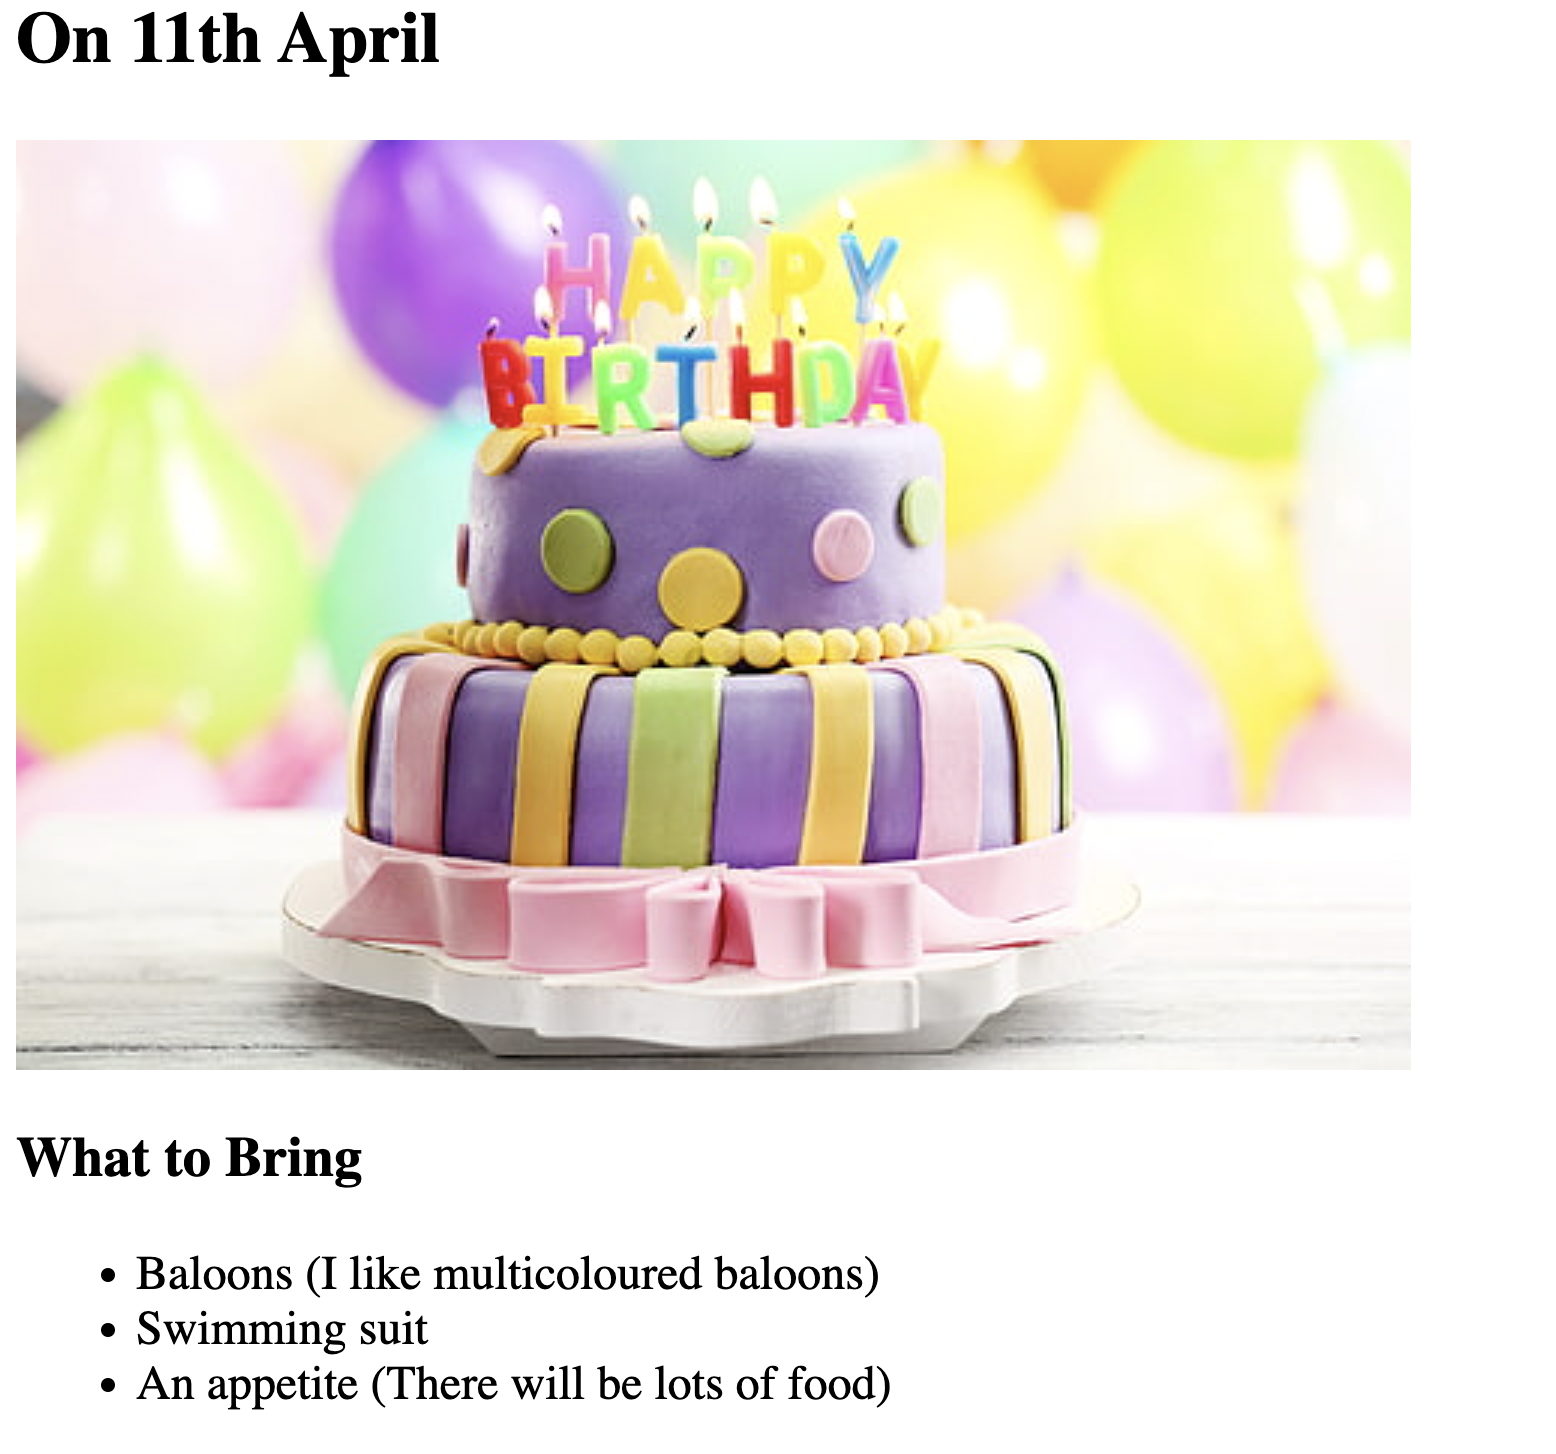 On 11th April
HAPPY
BIRTHDAY
What to Bring
• Baloons (I like multicoloured baloons)
• Swimming suit
• An appetite (There will be lots of food)